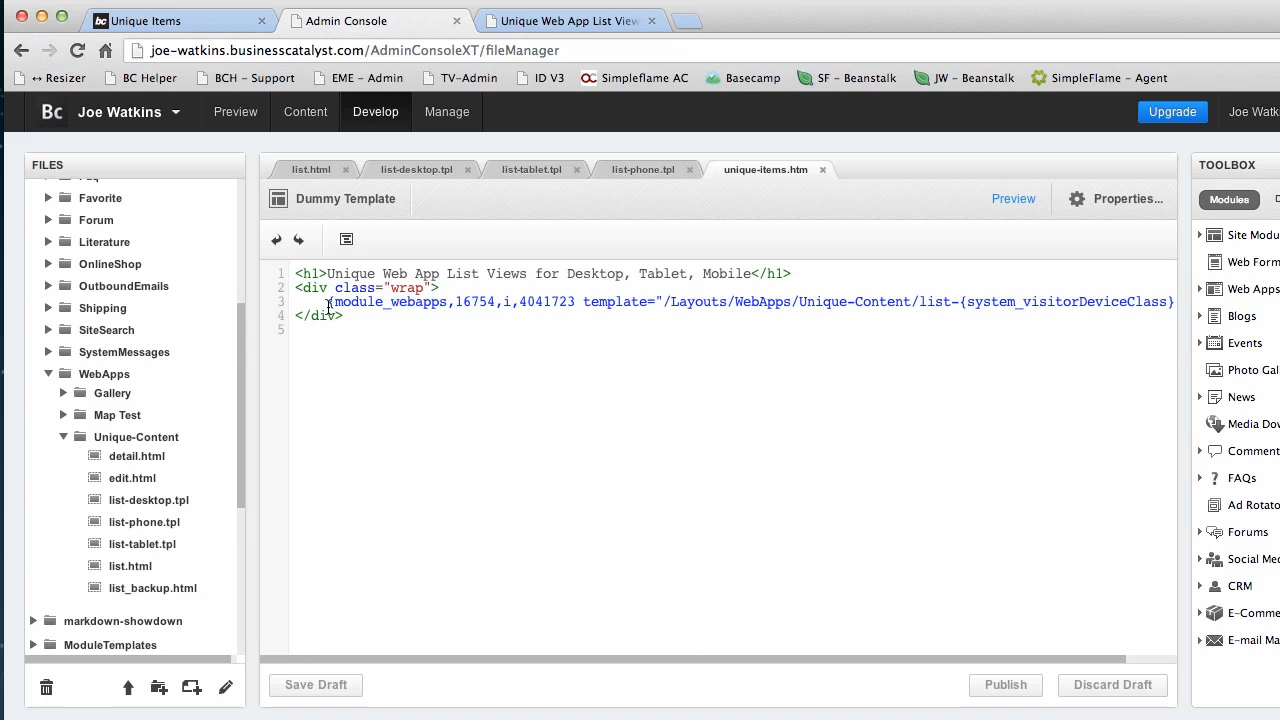 bc Unique Items
Admin Console
Unique Web App List View
joe-watkins.businesscatalyst.com/AdminConsoleXT/fileManager
↔ Resizer
BC Helper
BCH - Support
EME - Admin
TV-Admin
ID V3
Simpleflame AC
Basecamp
SF - Beanstalk
JW - Beanstalk
SimpleFlame - Agent
Bc Joe Watkins
Preview
Content
Develop
Manage
Upgrade
Joe Watk
FILES
Favorite
Forum
Literature
OnlineShop
OutboundEmails
Shipping
SiteSearch
SystemMessages
WebApps
Gallery
Map Test
Unique-Content
detail.html
edit.html
list-desktop.tpl
list-phone.tpl
list-tablet.tpl
list.html
list_backup.html
markdown-showdown
ModuleTemplates
list.html
list-desktop.tpl
list-tablet.tpl
list-phone.tpl
unique-items.htm
Dummy Template
Preview
Properties...
1 <h1>Unique Web App List Views for Desktop, Tablet, Mobile</h1>
2 <div class="wrap">
3 {module_webapps,16754,i,4041723 template="/Layouts/WebApps/Unique-Content/list-{system_visitorDeviceClass}
4 </div>
5
Save Draft
Publish
Discard Draft
TOOLBOX
Modules
Site Modu
Web Form
Web Apps
Blogs
Events
Photo Gal
News
Media Dow
Comment
FAQs
Ad Rotato
Forums
Social Med
CRM
E-Comme
E-mail Ma